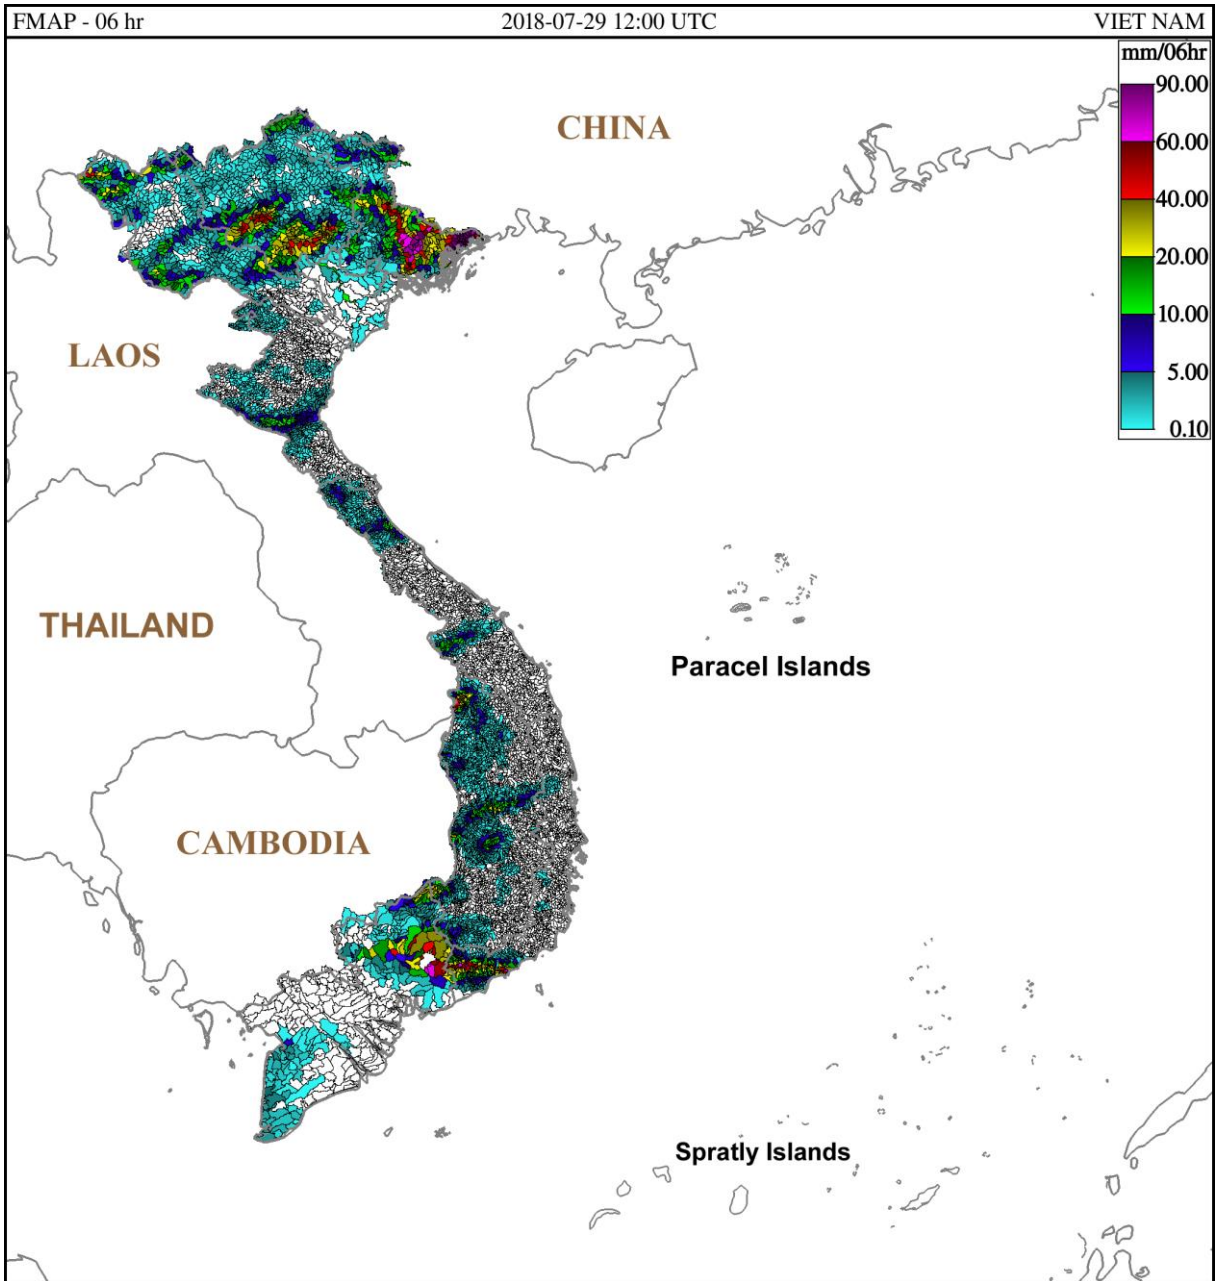 FMAP - 06 hr 2018-07-29 12:00 UTC VIET NAM
mm/06hr
90.00
CHINA
60.00
40.00
20.00
10.00
LAOS
5.00
0.10
THAILAND
Paracel Islands
CAMBODIA
Spratly Islands